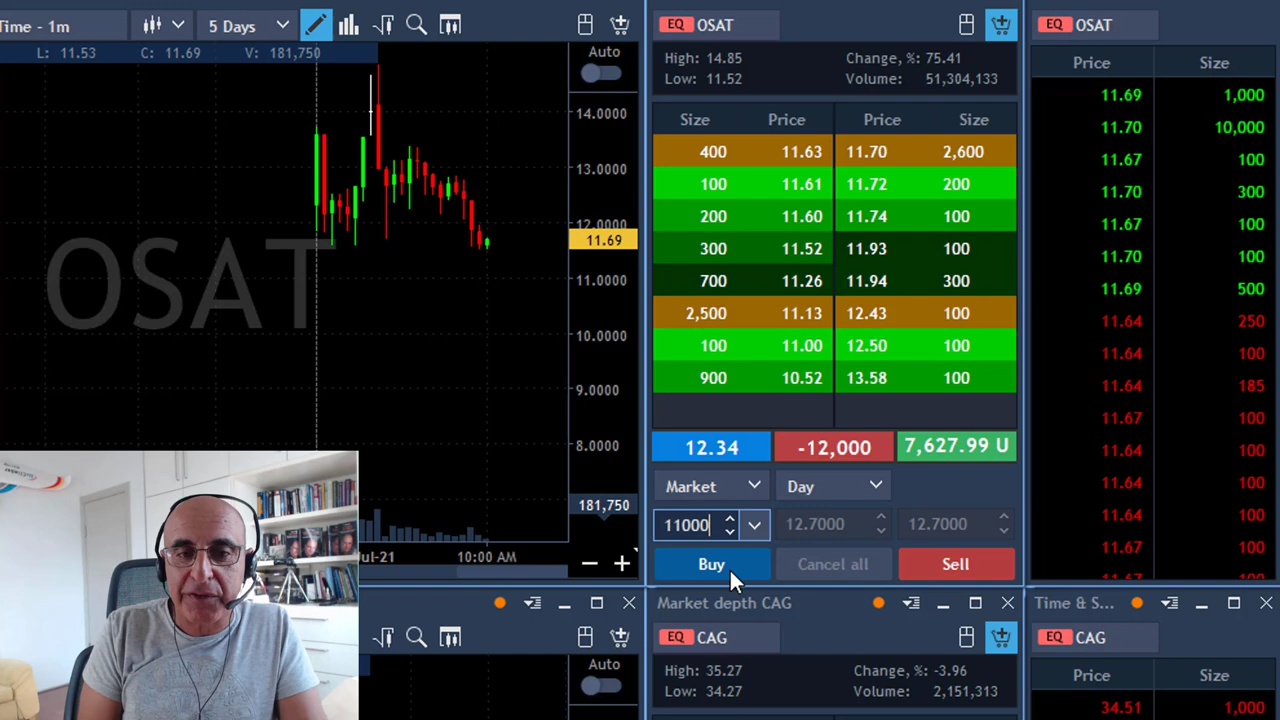 Time - 1m 5 Days
L: 11.53 C: 11.69 V: 181,750
Auto
14.0000
13.0000
12.0000
11.69
11.0000
10.0000
9.0000
8.0000
181,750
OSAT
Jul-21 10:00 AM
EQ OSAT
High: 14.85 Change, %: 75.41
Low: 11.52 Volume: 51,304,133
Size Price Price Size
400 11.63 11.70 2,600
100 11.61 11.72 200
200 11.60 11.74 100
300 11.52 11.93 100
700 11.26 11.94 300
2,500 11.13 12.43 100
100 11.00 12.50 100
900 10.52 13.58 100
12.34 -12,000 7,627.99 U
Market Day
11000 12.7000 12.7000
Buy Cancel all Sell
EQ OSAT
Price Size
11.69 1,000
11.70 10,000
11.67 100
11.70 300
11.67 100
11.70 100
11.69 500
11.64 250
11.64 100
11.64 185
11.67 100
11.64 100
11.64 100
11.64 100
11.67 100
Auto
Market depth CAG
EQ CAG
High: 35.27 Change, %: -3.96
Low: 34.27 Volume: 2,151,313
Time & S...
EQ CAG
Price Size
34.51 1,000